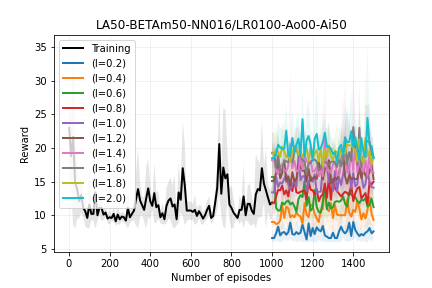 LA50-BETAm50-NN016/LR0100-Ao00-Ai50
35
30
25
20
15
10
5
Reward
Training
(l=0.2)
(l=0.4)
(l=0.6)
(l=0.8)
(l=1.0)
(l=1.2)
(l=1.4)
(l=1.6)
(l=1.8)
(l=2.0)
0 200 400 600 800 1000 1200 1400
Number of episodes